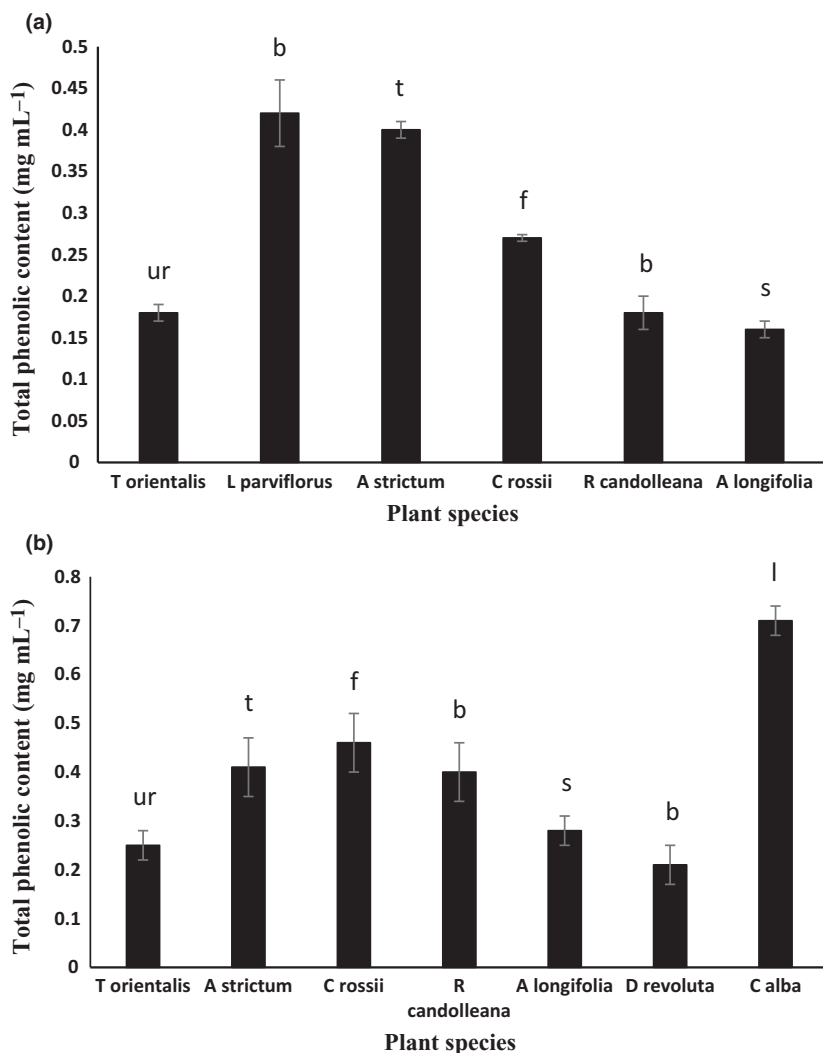 (a)
Total phenolic content (mg mL⁻¹)
0.5
0.45
0.4
0.35
0.3
0.25
0.2
0.15
0.1
0.05
0
ur
b
t
f
b
s
T orientalis L parviflorus A strictum C rossii R candolleana A longifolia
Plant species
(b)
Total phenolic content (mg mL⁻¹)
0.8
0.7
0.6
0.5
0.4
0.3
0.2
0.1
0
ur
t
f
b
s
b
l
T orientalis A strictum C rossii R A longifolia D revoluta C alba
candolleana
Plant species